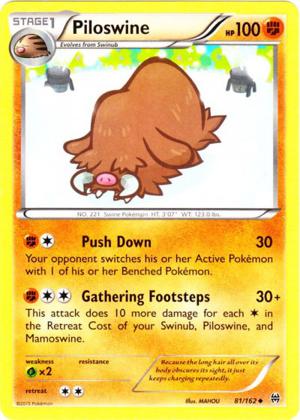 STAGE1
Piloswine
HP 100
Evolves from Swinub
NO. 221 Swine Pokémon HT. 3'07" WT. 123.0 lbs.
Push Down 30
Your opponent switches his or her Active Pokémon
with 1 of his or her Benched Pokémon.
Gathering Footsteps 30+
This attack does 10 more damage for each in
the Retreat Cost of your Swinub, Piloswine, and
Mamoswine.
weakness
×2
resistance
retreat
Because the long hair all over its
body obscures its sight, it just
keeps charging repeatedly.
©2015 Pokémon
Illus. MAHOU
81/162